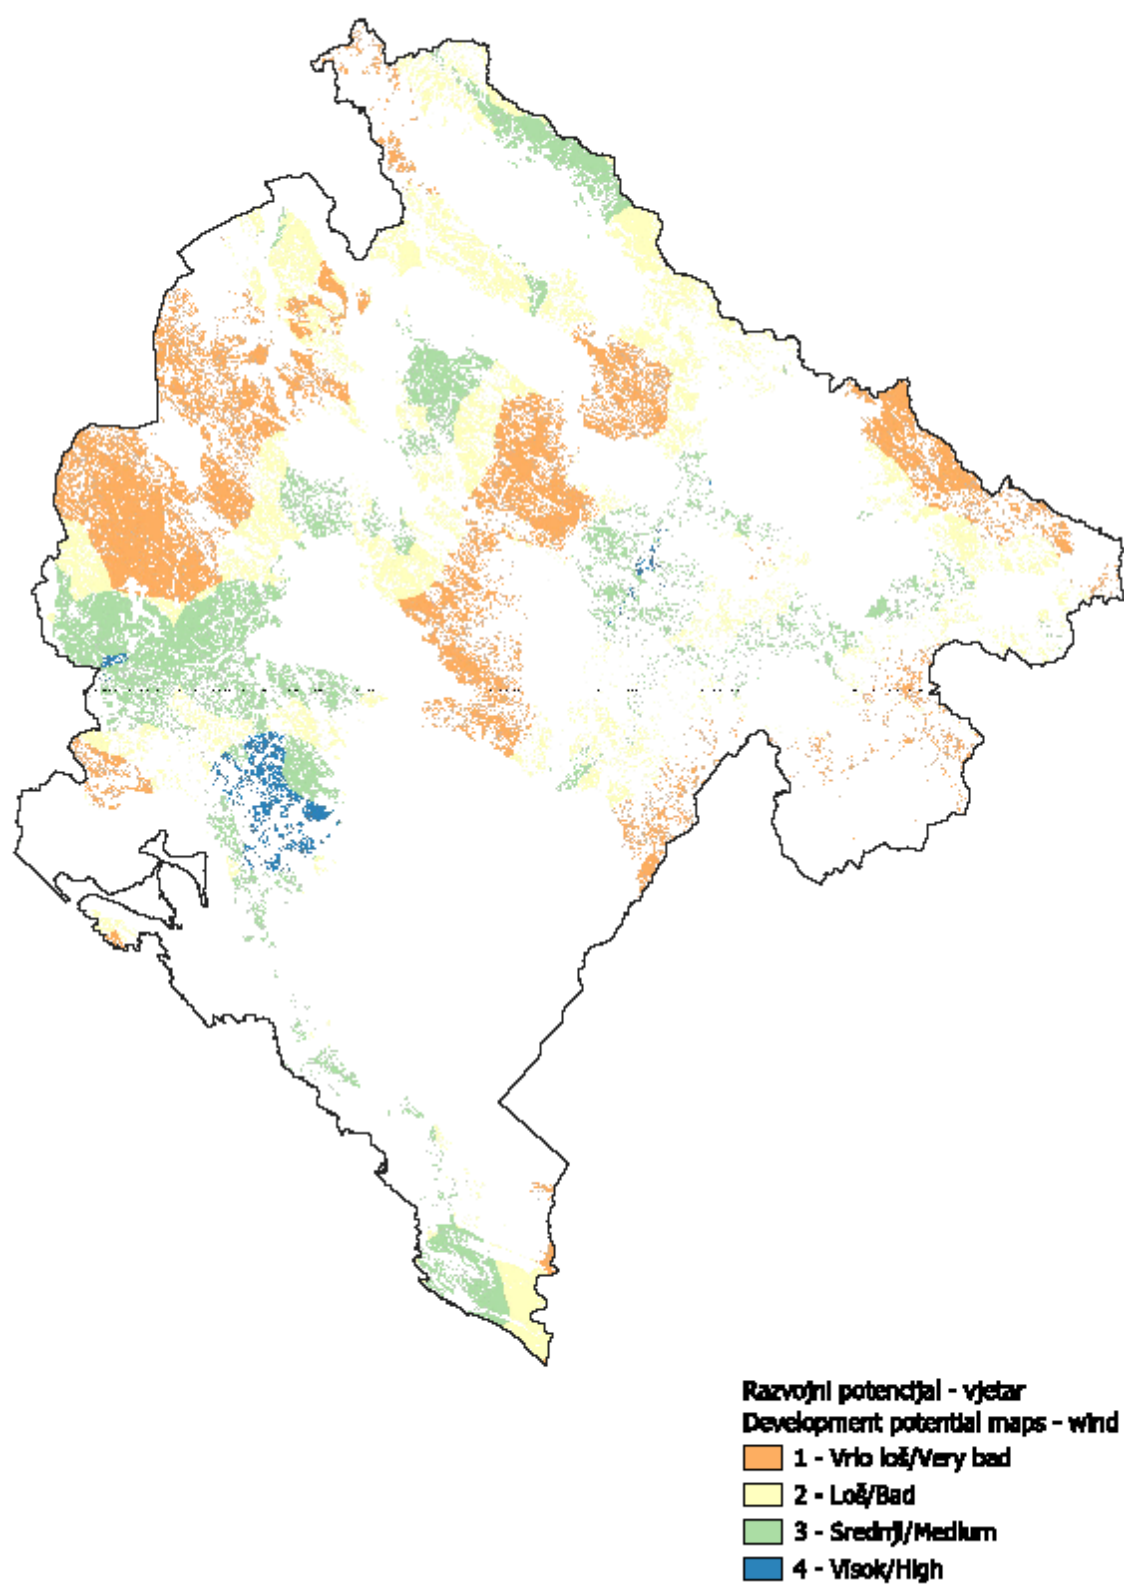 Razvojni potencijal - vjetar
Development potential maps - wind
1 - Vrlo loš/Very bad
2 - Loš/Bad
3 - Srednji/Medium
4 - Visok/High